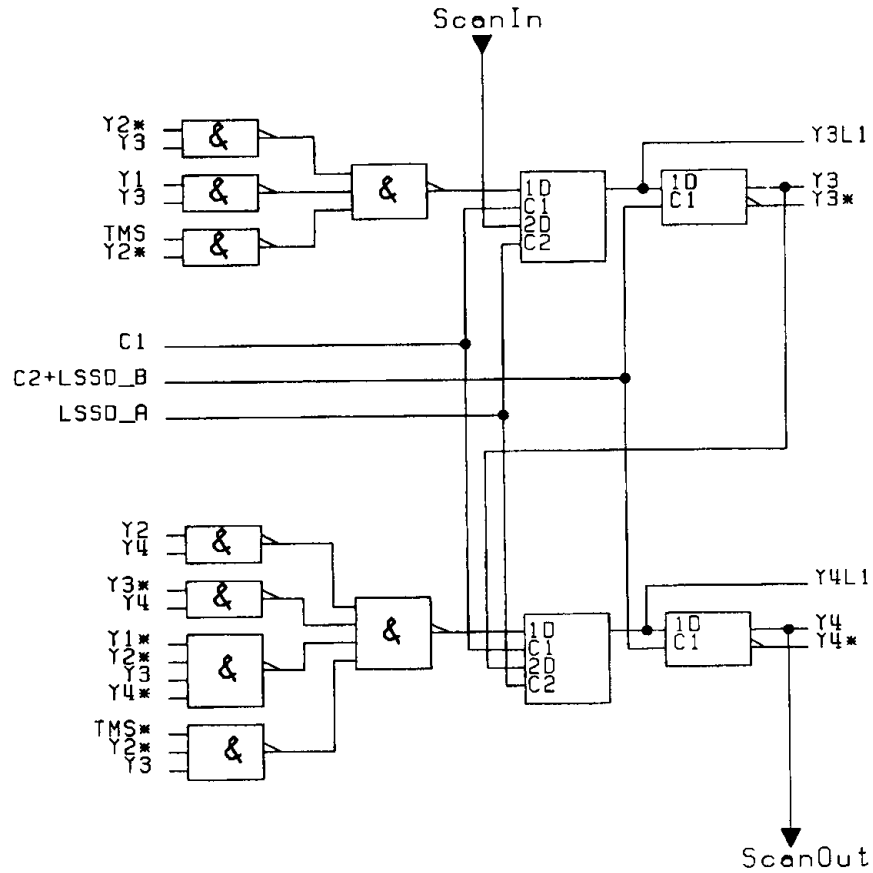 ScanIn
Y2*
Y3
&
Y1
Y3
&
TMS
Y2*
&
&
1D
C1
2D
C2
1D
C1
Y3L1
Y3
Y3*
C1
C2+LSSD_B
LSSD_A
Y2
Y4
&
Y3*
Y4
&
Y1*
Y2*
Y3
Y4*
&
TMS*
Y2*
Y3
&
&
1D
C1
2D
C2
1D
C1
Y4L1
Y4
Y4*
ScanOut